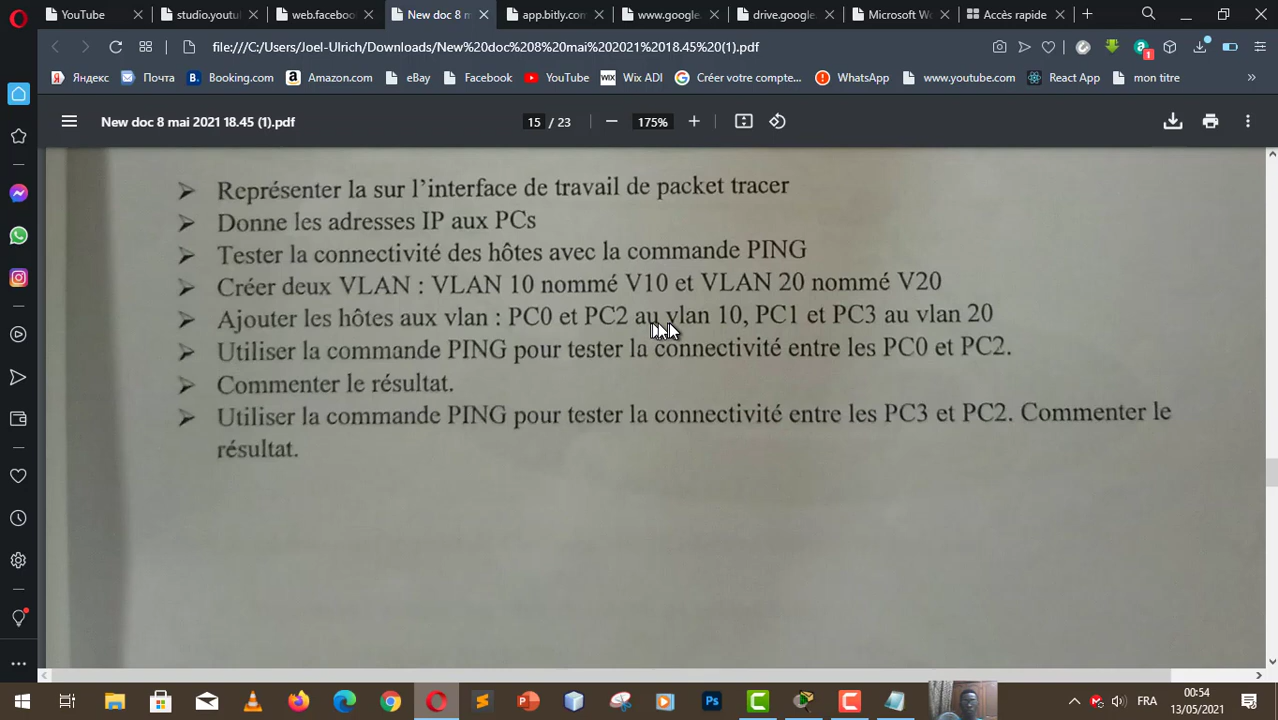 YouTube
studio.youtu
web.faceboo
New doc 8 m
app.bitly.com
www.google.
drive.google.
Microsoft W
Accès rapide
file:///C:/Users/Joel-Ulrich/Downloads/New%20doc%208%20mai%202021%2018.45%20(1).pdf
1
Яндекс
Почта
Booking.com
Amazon.com
eBay
Facebook
YouTube
Wix ADI
Créer votre compte...
WhatsApp
www.youtube.com
React App
mon titre
New doc 8 mai 2021 18.45 (1).pdf
15 / 23
175%
➢ Représenter la sur l’interface de travail de packet tracer
➢ Donne les adresses IP aux PCs
➢ Tester la connectivité des hôtes avec la commande PING
➢ Créer deux VLAN : VLAN 10 nommé V10 et VLAN 20 nommé V20
➢ Ajouter les hôtes aux vlan : PC0 et PC2 au vlan 10, PC1 et PC3 au vlan 20
➢ Utiliser la commande PING pour tester la connectivité entre les PC0 et PC2.
➢ Commenter le résultat.
➢ Utiliser la commande PING pour tester la connectivité entre les PC3 et PC2. Commenter le
résultat.
FRA
00:54
13/05/2021